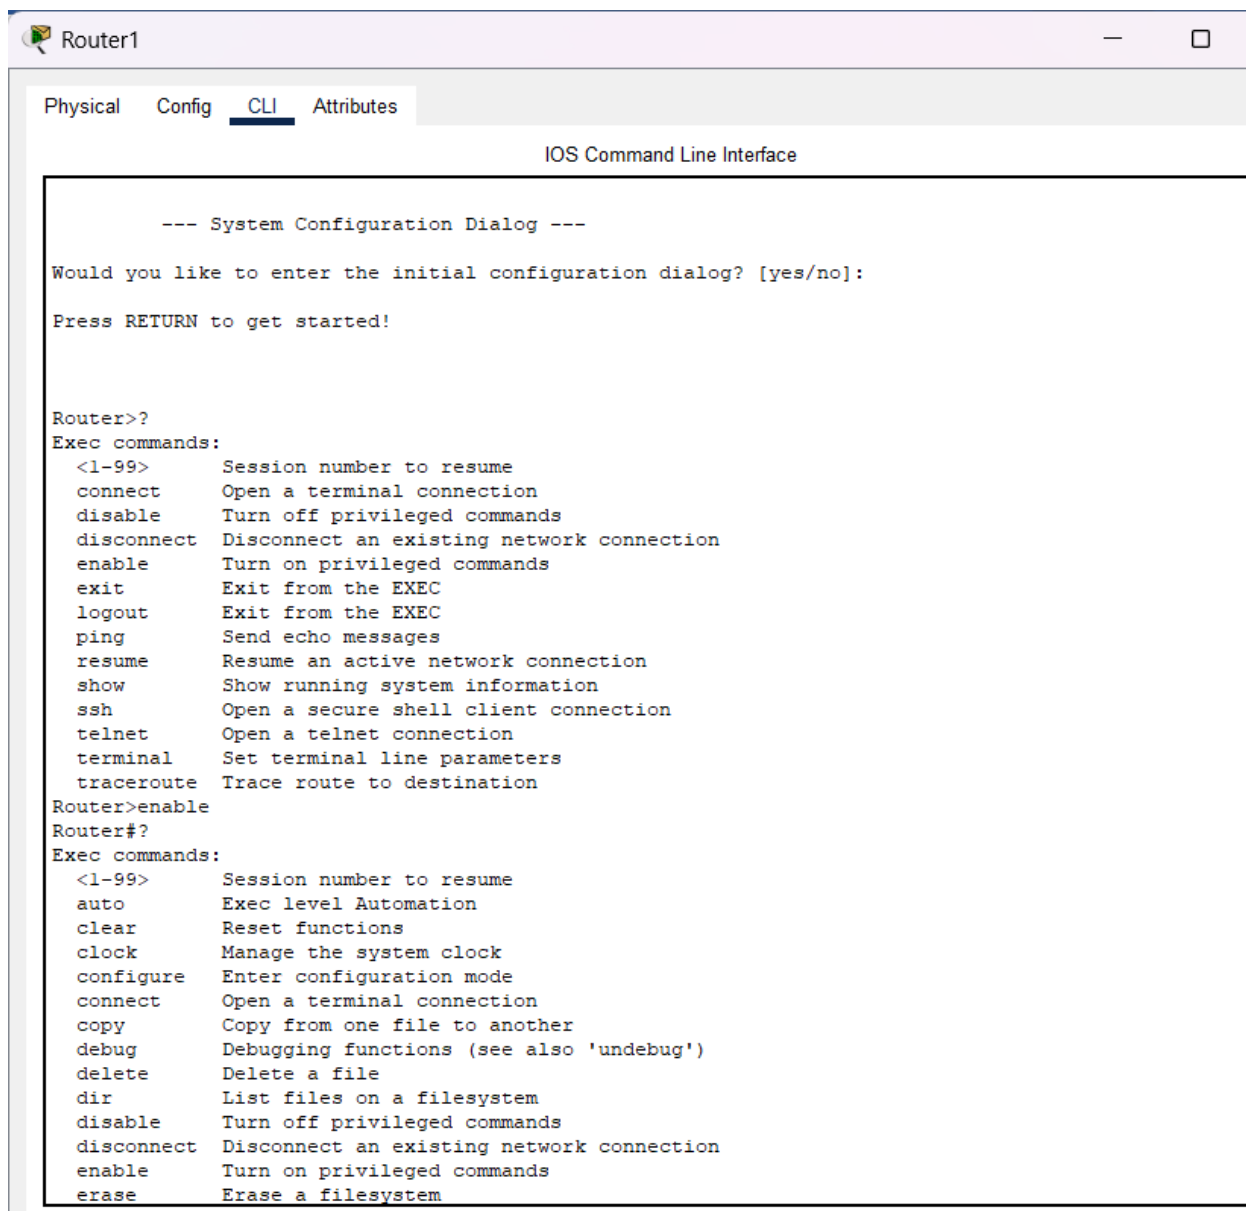 Router1
Physical Config CLI Attributes
IOS Command Line Interface
--- System Configuration Dialog ---
Would you like to enter the initial configuration dialog? [yes/no]:
Press RETURN to get started!
Router>?
Exec commands:
<1-99> Session number to resume
connect Open a terminal connection
disable Turn off privileged commands
disconnect Disconnect an existing network connection
enable Turn on privileged commands
exit Exit from the EXEC
logout Exit from the EXEC
ping Send echo messages
resume Resume an active network connection
show Show running system information
ssh Open a secure shell client connection
telnet Open a telnet connection
terminal Set terminal line parameters
traceroute Trace route to destination
Router>enable
Router#?
Exec commands:
<1-99> Session number to resume
auto Exec level Automation
clear Reset functions
clock Manage the system clock
configure Enter configuration mode
connect Open a terminal connection
copy Copy from one file to another
debug Debugging functions (see also 'undebug')
delete Delete a file
dir List files on a filesystem
disable Turn off privileged commands
disconnect Disconnect an existing network connection
enable Turn on privileged commands
erase Erase a filesystem